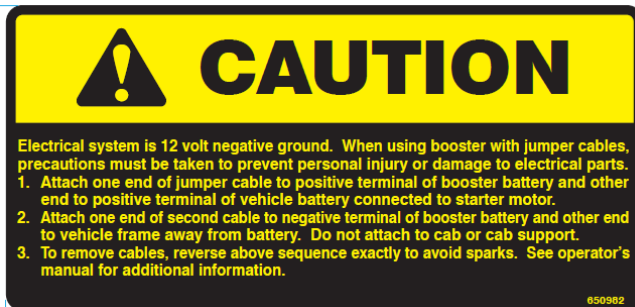 CAUTION
Electrical system is 12 volt negative ground. When using booster with jumper cables,
precautions must be taken to prevent personal injury or damage to electrical parts.
1. Attach one end of jumper cable to positive terminal of booster battery and other
end to positive terminal of vehicle battery connected to starter motor.
2. Attach one end of second cable to negative terminal of booster battery and other end
to vehicle frame away from battery. Do not attach to cab or cab support.
3. To remove cables, reverse above sequence exactly to avoid sparks. See operator's
manual for additional information.
650982